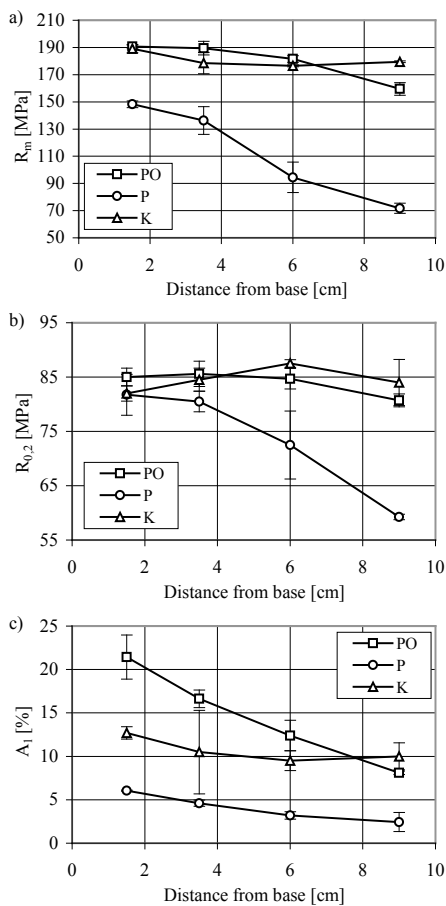 a)
210
190
170
150
130
110
90
70
50
R_m [MPa]
PO
P
K
0 2 4 6 8 10
Distance from base [cm]
b)
95
85
75
65
55
R_0,2 [MPa]
PO
P
K
0 2 4 6 8 10
Distance from base [cm]
c)
25
20
15
10
5
0
A_1 [%]
PO
P
K
0 2 4 6 8 10
Distance from base [cm]